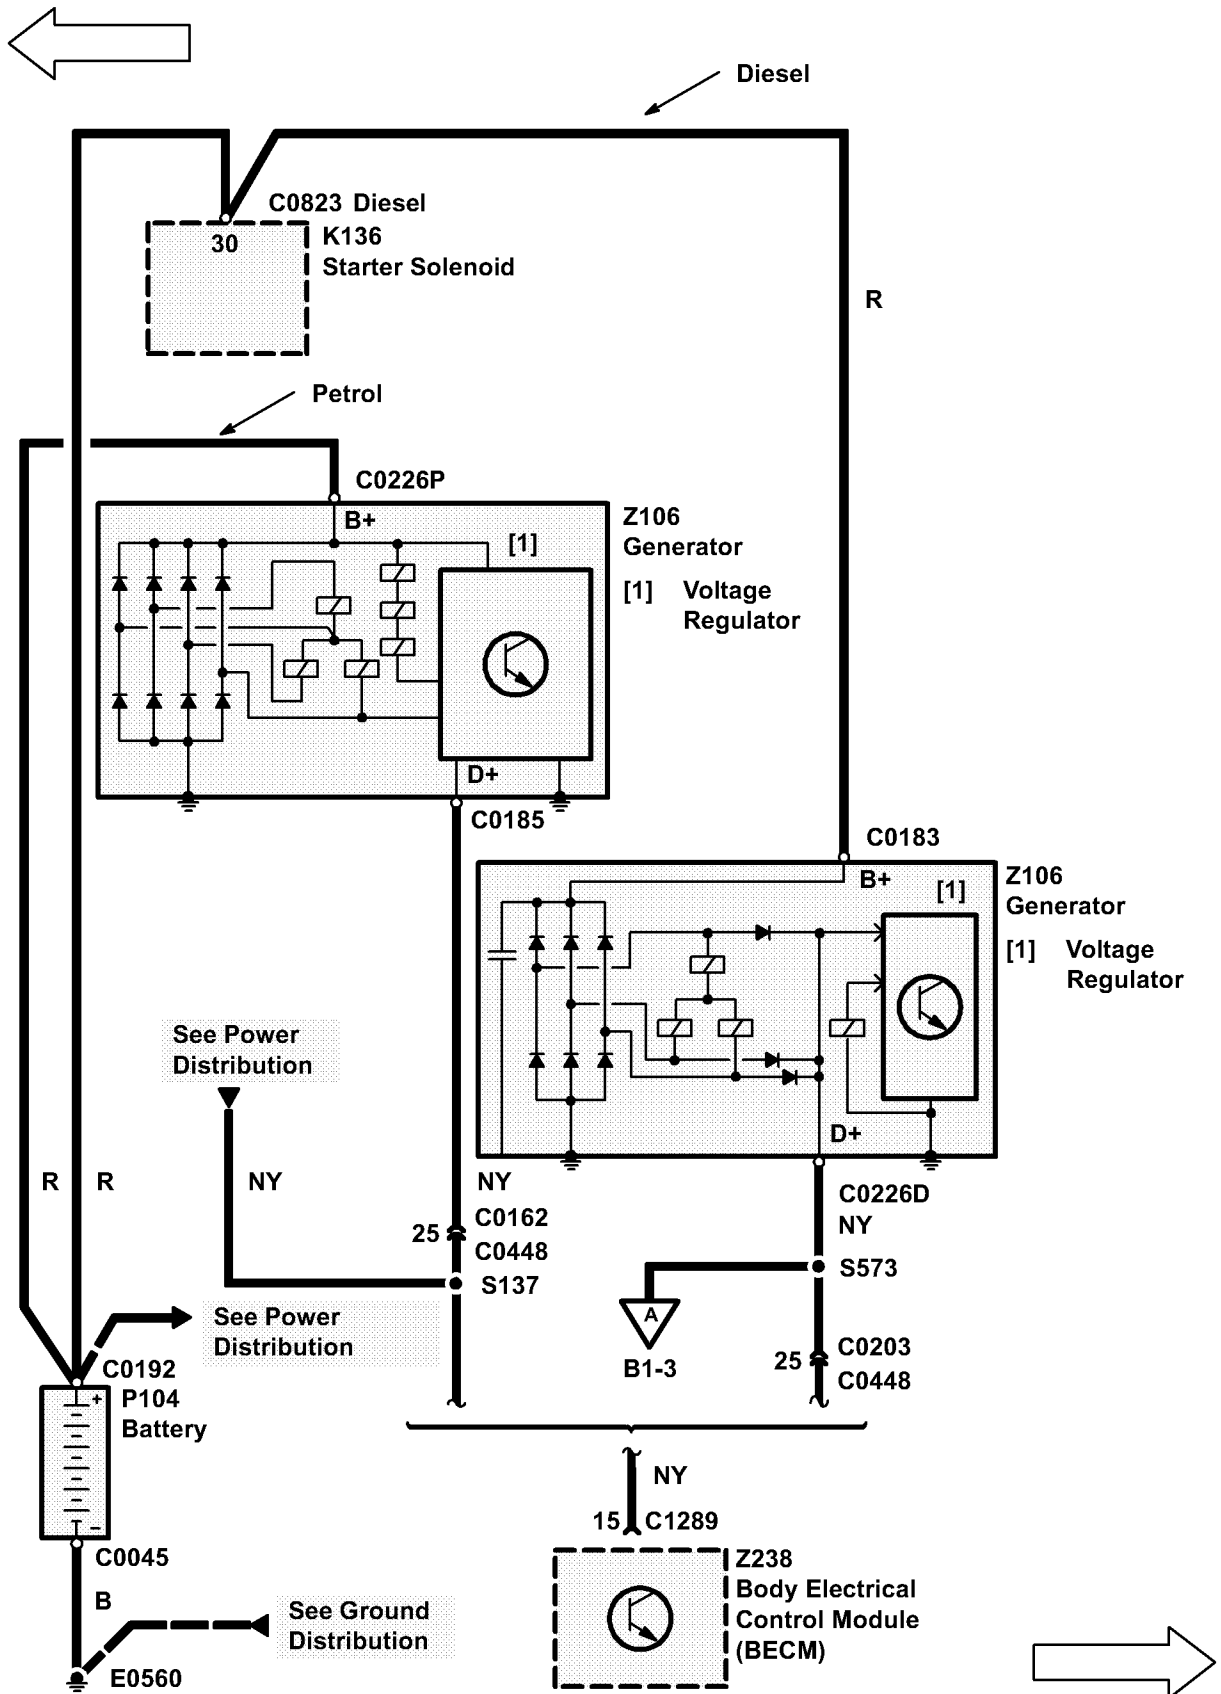 Diesel
C0823 Diesel
30
K136
Starter Solenoid
R
Petrol
C0226P
B+
[1]
Z106
Generator
[1] Voltage
Regulator
D+
C0185
C0183
B+
[1]
Z106
Generator
[1] Voltage
Regulator
See Power
Distribution
D+
R
R
NY
NY
C0226D
NY
25
C0162
C0448
S137
S573
See Power
Distribution
A
B1-3
25
C0203
C0448
C0192
P104
Battery
+
−
NY
15
C1289
C0045
Z238
Body Electrical
Control Module
(BECM)
B
See Ground
Distribution
E0560